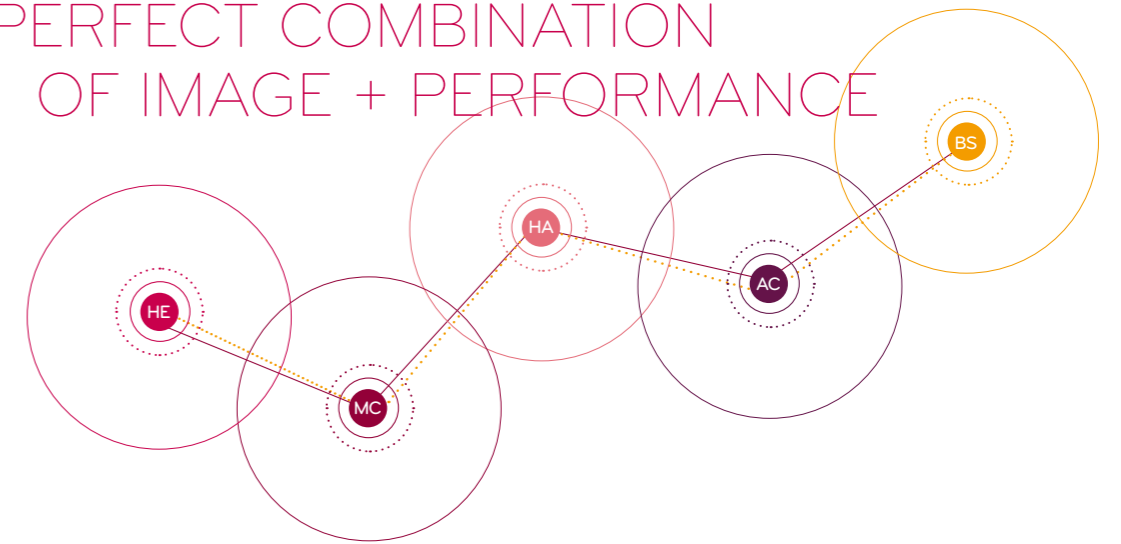 PERFECT COMBINATION
OF IMAGE + PERFORMANCE
BS
HA
AC
HE
MC